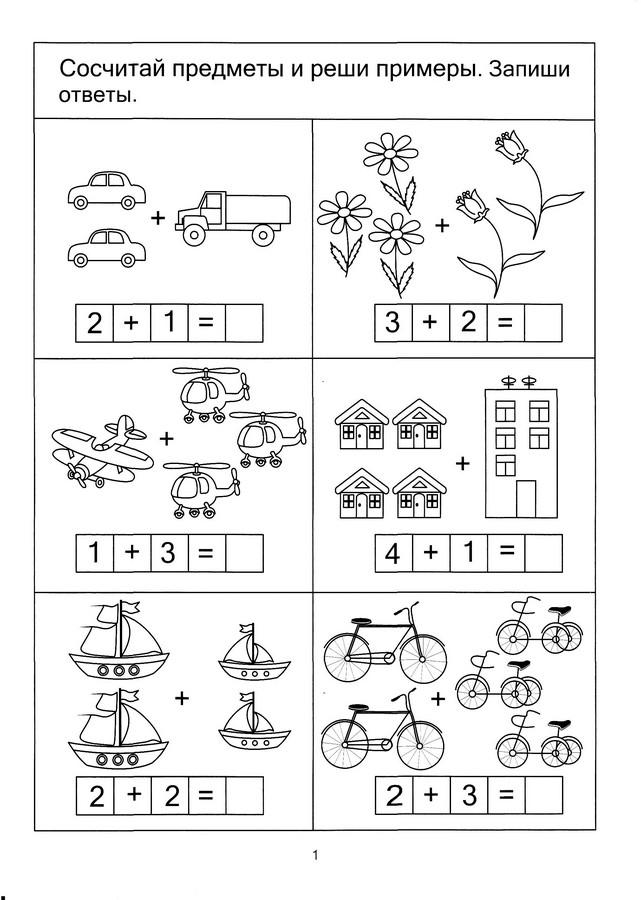 Сосчитай предметы и реши примеры. Запиши
ответы.
+
+
2 + 1 =
3 + 2 =
+
+
1 + 3 =
4 + 1 =
+
+
2 + 2 =
2 + 3 =
1